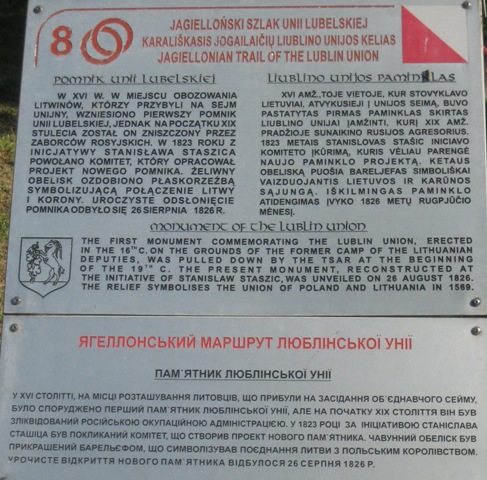 8
JAGIELLOŃSKI SZLAK UNII LUBELSKIEJ
KARALIŠKASIS JOGAILAIČIŲ LIUBLINO UNIJOS KELIAS
JAGIELLONIAN TRAIL OF THE LUBLIN UNION
POMNIK UNII LUBELSKIEJ
W XVI W. W MIEJSCU OBOZOWANIA
LITWINÓW, KTÓRZY PRZYBYLI NA SEJM
UNIJNY, WZNIESIONO PIERWSZY POMNIK
UNII LUBELSKIEJ, JEDNAK NA POCZĄTKU XIX
STULECIA ZOSTAŁ ON ZNISZCZONY PRZEZ
ZABORCÓW ROSYJSKICH. W 1823 ROKU Z
INICJATYWY STANISŁAWA STASZICA
POWOŁANO KOMITET, KTÓRY OPRACOWAŁ
PROJEKT NOWEGO POMNIKA. ŻELIWNY
OBELISK OZDOBIONO PŁASKORZEŹBĄ
SYMBOLIZUJĄCĄ POŁĄCZENIE LITWY
I KORONY. UROCZYSTE ODSŁONIĘCIE
POMNIKA ODBYŁO SIĘ 26 SIERPNIA 1826 R.
LIUBLINO UNIJOS PAMINKLAS
XVI AMŽ., TOJE VIETOJE, KUR STOVYKLAVO
LIETUVIAI, ATVYKUSIEJI Į UNIJOS SEIMĄ, BUVO
PASTATYTAS PIRMAS PAMINKLAS SKIRTAS
LIUBLINO UNIJAI ĮAMŽINTI, KURĮ XIX AMŽ.
PRADŽIOJE SUNAIKINO RUSIJOS AGRESORIUS.
1823 METAIS STANISLOVAS STAŠIC INICIAVO
KOMITETO ĮKŪRIMĄ, KURIS VĖLIAU PARENGĖ
NAUJO PAMINKLO PROJEKTĄ. KETAUS
OBELISKĄ PUOŠIA BARELJEFAS SIMBOLIŠKAI
VAIZDUOJANTIS LIETUVOS IR KARŪNOS
SĄJUNGĄ. IŠKILMINGAS PAMINKLO
ATIDENGIMAS ĮVYKO 1826 METŲ RUGPJŪČIO
MĖNESĮ.
MONUMENT OF THE LUBLIN UNION
THE FIRST MONUMENT COMMEMORATING THE LUBLIN UNION, ERECTED
IN THE 16TH C. ON THE GROUNDS OF THE FORMER CAMP OF THE LITHUANIAN
DEPUTIES, WAS PULLED DOWN BY THE TSAR AT THE BEGINNING
OF THE 19TH C. THE PRESENT MONUMENT, RECONSTRUCTED AT
THE INITIATIVE OF STANISLAW STASZIC, WAS UNVEILED ON 26 AUGUST 1826.
THE RELIEF SYMBOLISES THE UNION OF POLAND AND LITHUANIA IN 1569.
ЯГЕЛЛОНСЬКИЙ МАРШРУТ ЛЮБЛІНСЬКОЇ УНІЇ
ПАМ`ЯТНИК ЛЮБЛІНСЬКОЇ УНІЇ
У XVI СТОЛІТТІ, НА МІСЦІ РОЗТАШУВАННЯ ЛИТОВЦІВ, ЩО ПРИБУЛИ НА ЗАСІДАННЯ ОБ`ЄДНАВЧОГО СЕЙМУ,
БУЛО СПОРУДЖЕНО ПЕРШИЙ ПАМ`ЯТНИК ЛЮБЛІНСЬКОЇ УНІЇ, АЛЕ НА ПОЧАТКУ XIX СТОЛІТТЯ ВІН БУВ
ЗЛІКВІДОВАНИЙ РОСІЙСЬКОЮ ОКУПАЦІЙНОЮ АДМІНІСТРАЦІЄЮ. У 1823 РОЦІ ЗА ІНІЦІАТИВОЮ СТАНІСЛАВА
СТАШІЦА БУВ ПОКЛИКАНИЙ КОМІТЕТ, ЩО СТВОРИВ ПРОЕКТ НОВОГО ПАМ`ЯТНИКА. ЧАВУННИЙ ОБЕЛІСК БУВ
ПРИКРАШЕНИЙ БАРЕЛЬЄФОМ, ЩО СИМВОЛІЗУВАВ ПОЄДНАННЯ ЛИТВИ З ПОЛЬСЬКИМ КОРОЛІВСТВОМ.
УРОЧИСТЕ ВІДКРИТТЯ НОВОГО ПАМ`ЯТНИКА ВІДБУЛОСЯ 26 СЕРПНЯ 1826 Р.